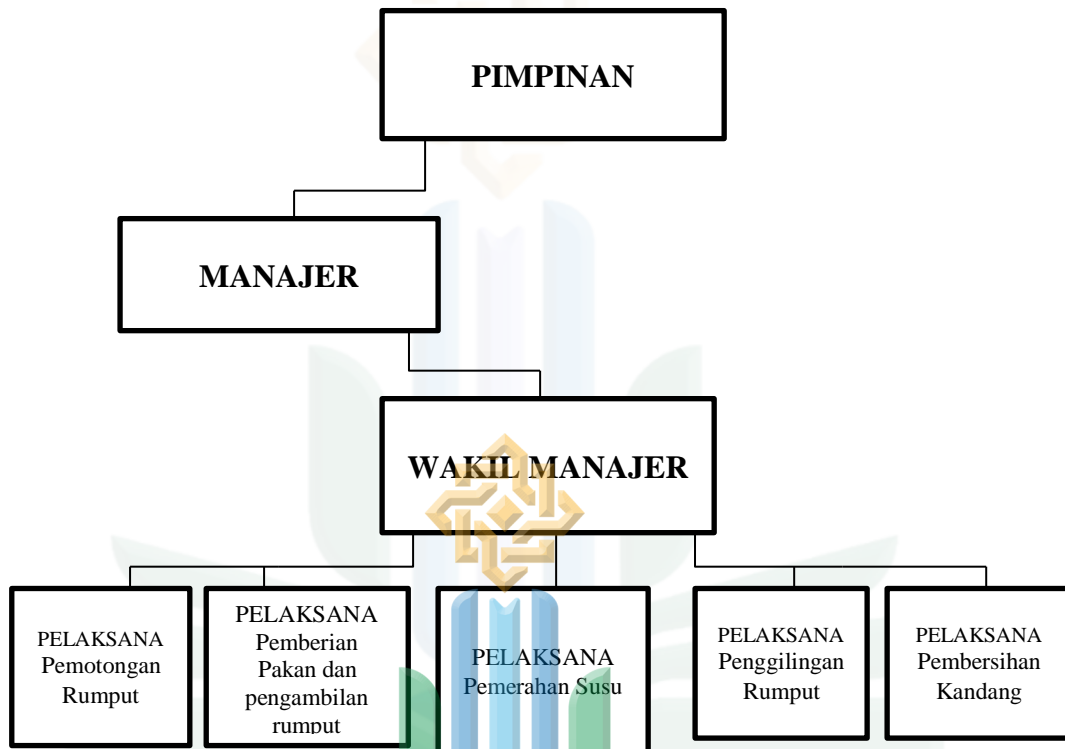 PIMPINAN
MANAJER
WAKIL MANAJER
PELAKSANA
Pemotongan
Rumput
PELAKSANA
Pemberian
Pakan dan
pengambilan
rumput
PELAKSANA
Pemerahan Susu
PELAKSANA
Penggilingan
Rumput
PELAKSANA
Pembersihan
Kandang